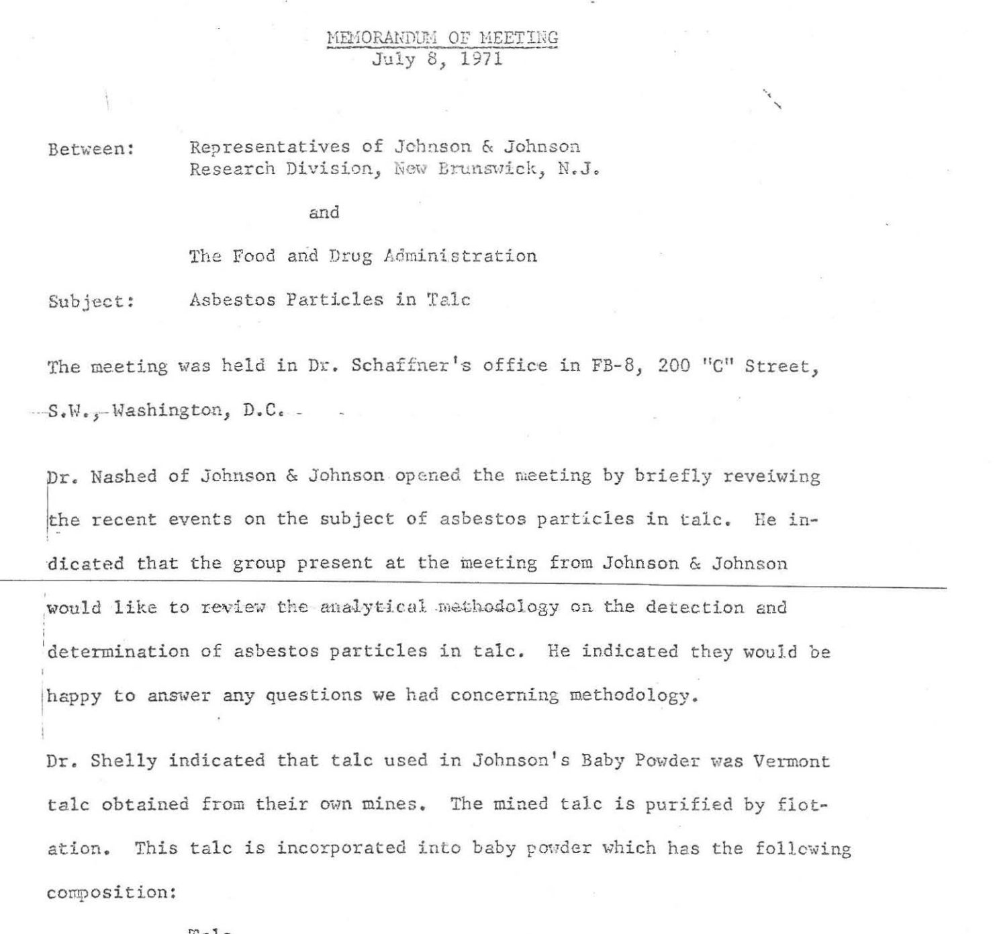 MEMORANDUM OF MEETING
July 8, 1971
Between: Representatives of Johnson & Johnson
Research Division, New Brunswick, N.J.
and
The Food and Drug Administration
Subject: Asbestos Particles in Talc
The meeting was held in Dr. Schaffner's office in FB-8, 200 "C" Street,
S.W., Washington, D.C.
Dr. Nashed of Johnson & Johnson opened the meeting by briefly reveiwing
the recent events on the subject of asbestos particles in talc. He in-
dicated that the group present at the meeting from Johnson & Johnson
would like to review the analytical methodology on the detection and
determination of asbestos particles in talc. He indicated they would be
happy to answer any questions we had concerning methodology.
Dr. Shelly indicated that talc used in Johnson's Baby Powder was Vermont
talc obtained from their own mines. The mined talc is purified by flot-
ation. This talc is incorporated into baby powder which has the following
composition: